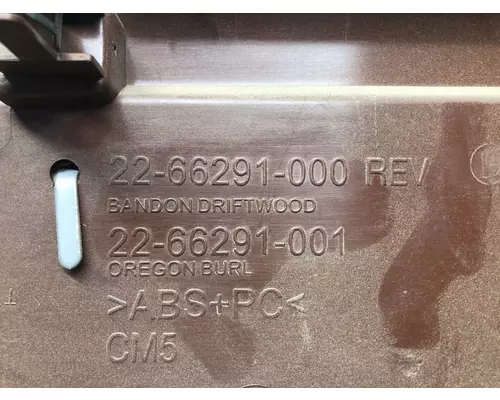 22-66291-000 REV
BANDON DRIFTWOOD
22-66291-001
OREGON BURL
>ABS+PC<
CM5